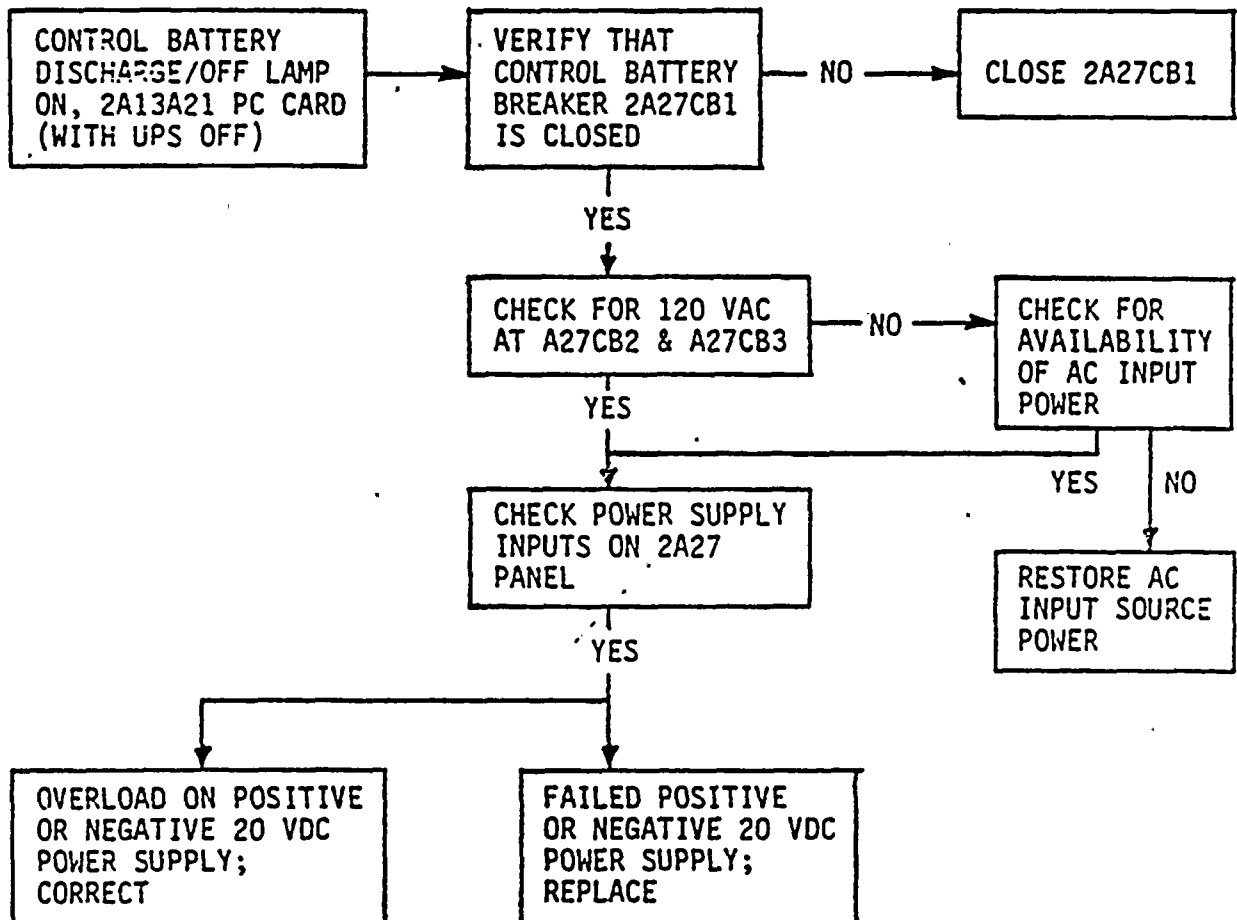 CONTROL BATTERY
DISCHARGE/OFF LAMP
ON, 2A13A21 PC CARD
(WITH UPS OFF)
VERIFY THAT
CONTROL BATTERY
BREAKER 2A27CB1
IS CLOSED
NO
CLOSE 2A27CB1
YES
CHECK FOR 120 VAC
AT A27CB2 & A27CB3
NO
CHECK FOR
AVAILABILITY
OF AC INPUT
POWER
YES
YES
NO
CHECK POWER SUPPLY
INPUTS ON 2A27
PANEL
RESTORE AC
INPUT SOURCE
POWER
YES
OVERLOAD ON POSITIVE
OR NEGATIVE 20 VDC
POWER SUPPLY;
CORRECT
FAILED POSITIVE
OR NEGATIVE 20 VDC
POWER SUPPLY;
REPLACE